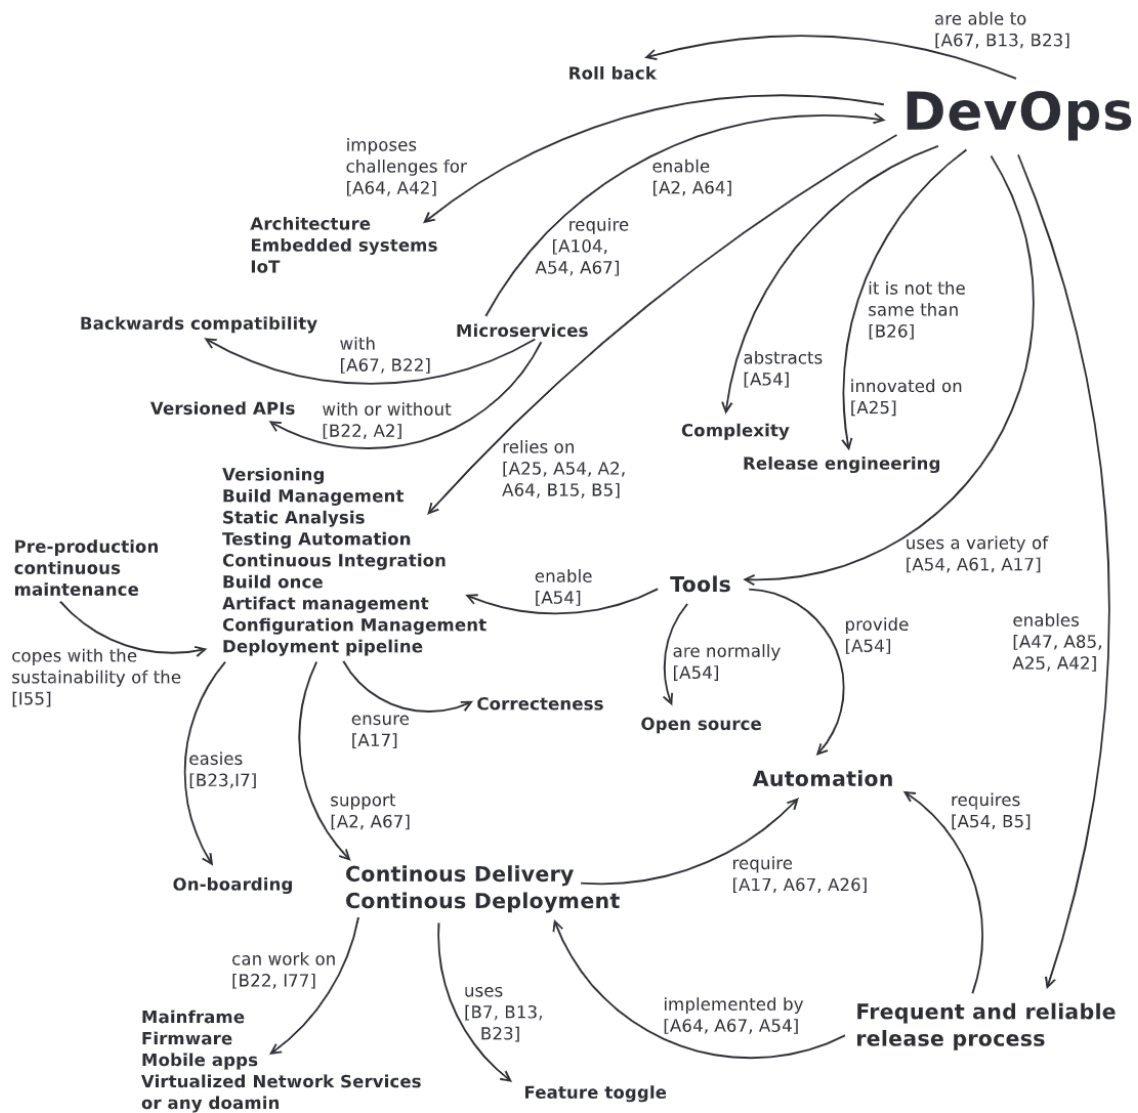 are able to
[A67, B13, B23]
Roll back
DevOps
imposes
challenges for
[A64, A42]
enable
[A2, A64]
Architecture
Embedded systems
IoT
require
[A104,
A54, A67]
it is not the
same than
[B26]
Backwards compatibility
Microservices
with
[A67, B22]
abstracts
[A54]
innovated on
[A25]
Versioned APIs
with or without
[B22, A2]
Complexity
Release engineering
relies on
[A25, A54, A2,
A64, B15, B5]
Versioning
Build Management
Static Analysis
Testing Automation
Continuous Integration
Build once
Artifact management
Configuration Management
Deployment pipeline
Pre-production
continuous
maintenance
uses a variety of
[A54, A61, A17]
enable
[A54]
Tools
provide
[A54]
enables
[A47, A85,
A25, A42]
copes with the
sustainability of the
[I55]
are normally
[A54]
Correcteness
Open source
ensure
[A17]
easies
[B23,I7]
Automation
support
[A2, A67]
requires
[A54, B5]
require
[A17, A67, A26]
On-boarding
Continous Delivery
Continous Deployment
can work on
[B22, I77]
uses
[B7, B13,
B23]
implemented by
[A64, A67, A54]
Frequent and reliable
release process
Mainframe
Firmware
Mobile apps
Virtualized Network Services
or any doamin
Feature toggle